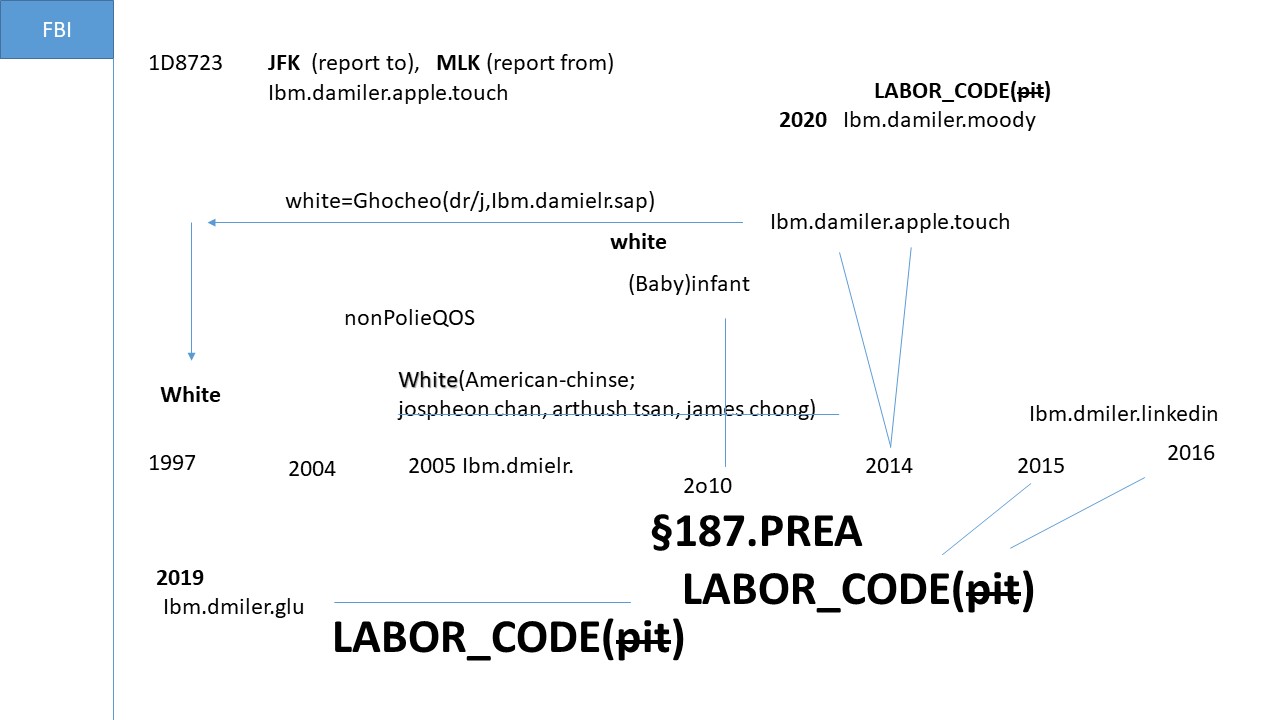 FBI
1D8723 JFK (report to), MLK (report from)
Ibm.damiler.apple.touch
LABOR_CODE(pit)
2020 Ibm.damiler.moody
white=Ghocheo(dr/j,Ibm.damielr.sap)
Ibm.damiler.apple.touch
white
(Baby)infant
nonPolieQOS
White(American-chinse;
jospheon chan, arthush tsan, james chong)
White
Ibm.dmiler.linkedin
1997 2004 2005 Ibm.dmielr. 2o10 2014 2015 2016
§187.PREA
LABOR_CODE(pit)
2019
Ibm.dmiler.glu
LABOR_CODE(pit)